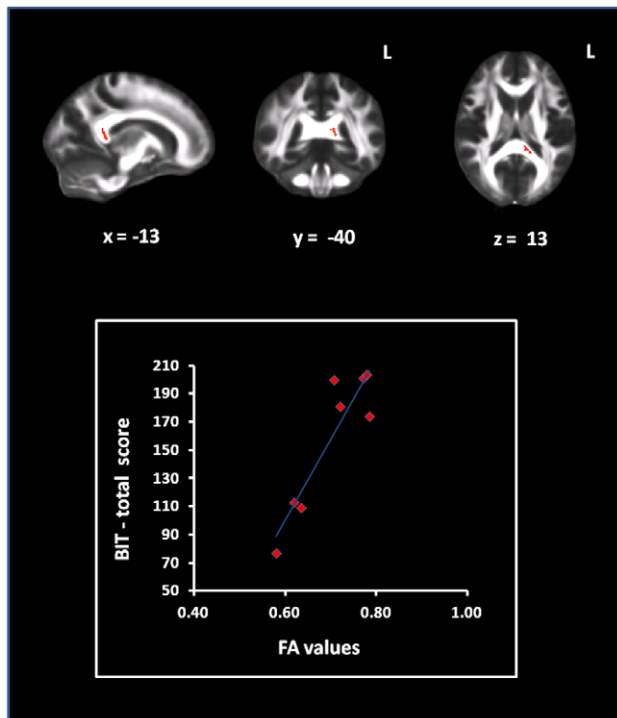 L L
x = -13 y = -40 z = 13
210
190
170
150
130
110
90
70
50
0.40 0.60 0.80 1.00
BIT - total score
FA values